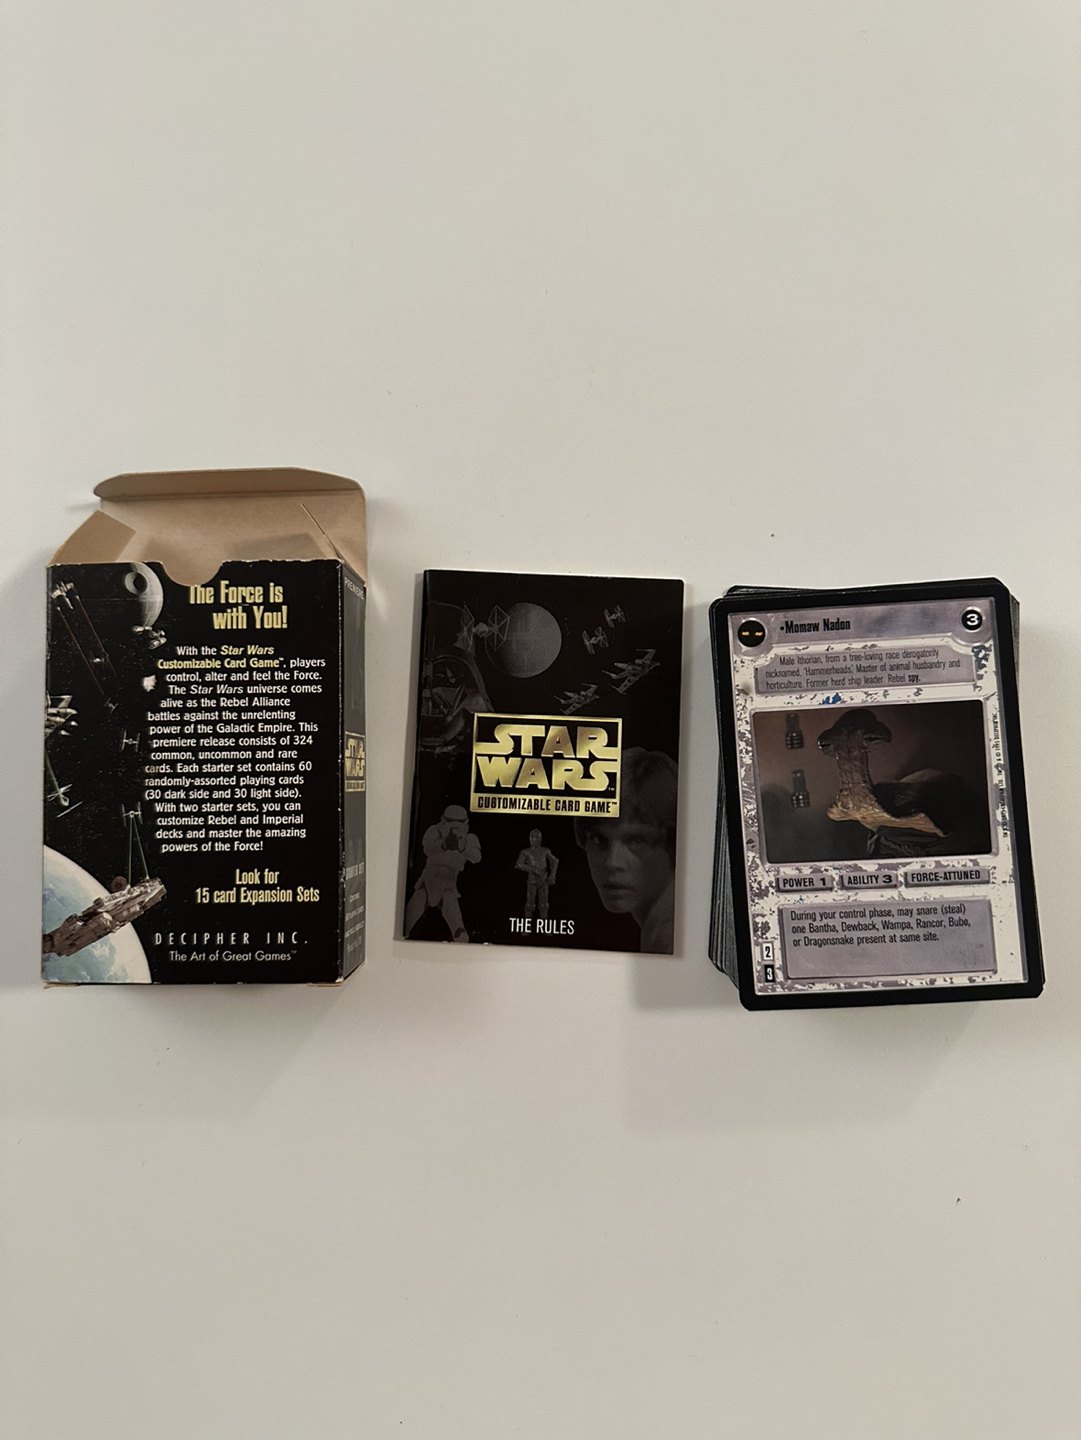 The Force is
with You!
With the Star Wars
Customizable Card Game™, players
control, alter and feel the Force.
The Star Wars universe comes
alive as the Rebel Alliance
battles against the unrelenting
power of the Galactic Empire. This
premiere release consists of 324
common, uncommon and rare
cards. Each starter set contains 60
randomly-assorted playing cards
(30 dark side and 30 light side).
With two starter sets, you can
customize Rebel and Imperial
decks and master the amazing
powers of the Force!
Look for
15 card Expansion Sets
DECIPHER INC.
The Art of Great Games™
PREMIERE
STAR
WARS
STAR
WARS™
CUSTOMIZABLE CARD GAME™
THE RULES
•Momaw Nadon
3
Male Ithorian, from a tree-loving race derogatorily
nicknamed, 'Hammerheads.' Master of animal husbandry and
horticulture. Former herd ship leader. Rebel spy.
POWER 1 ABILITY 3 FORCE-ATTUNED
During your control phase, may snare (steal)
one Bantha, Dewback, Wampa, Rancor, Bubo,
or Dragonsnake present at same site.
2
3